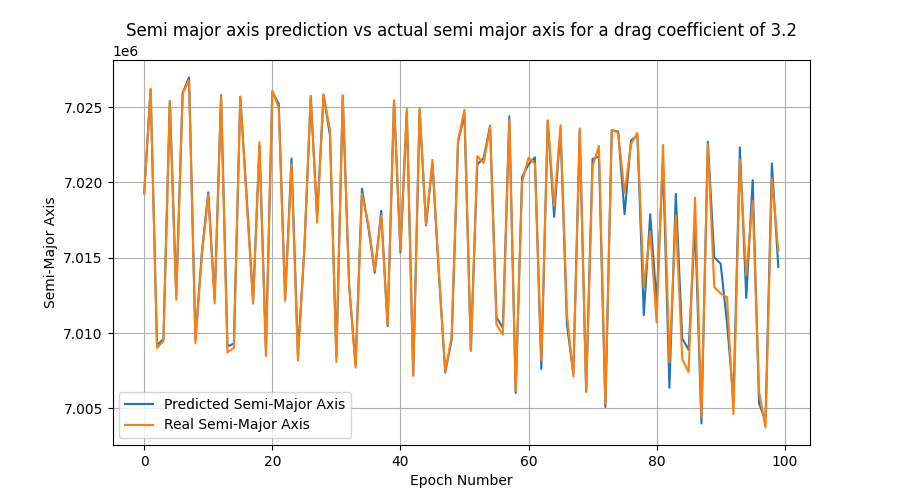 Semi major axis prediction vs actual semi major axis for a drag coefficient of 3.2
1e6
7.025
7.020
7.015
7.010
7.005
Semi-Major Axis
Predicted Semi-Major Axis
Real Semi-Major Axis
0 20 40 60 80 100
Epoch Number